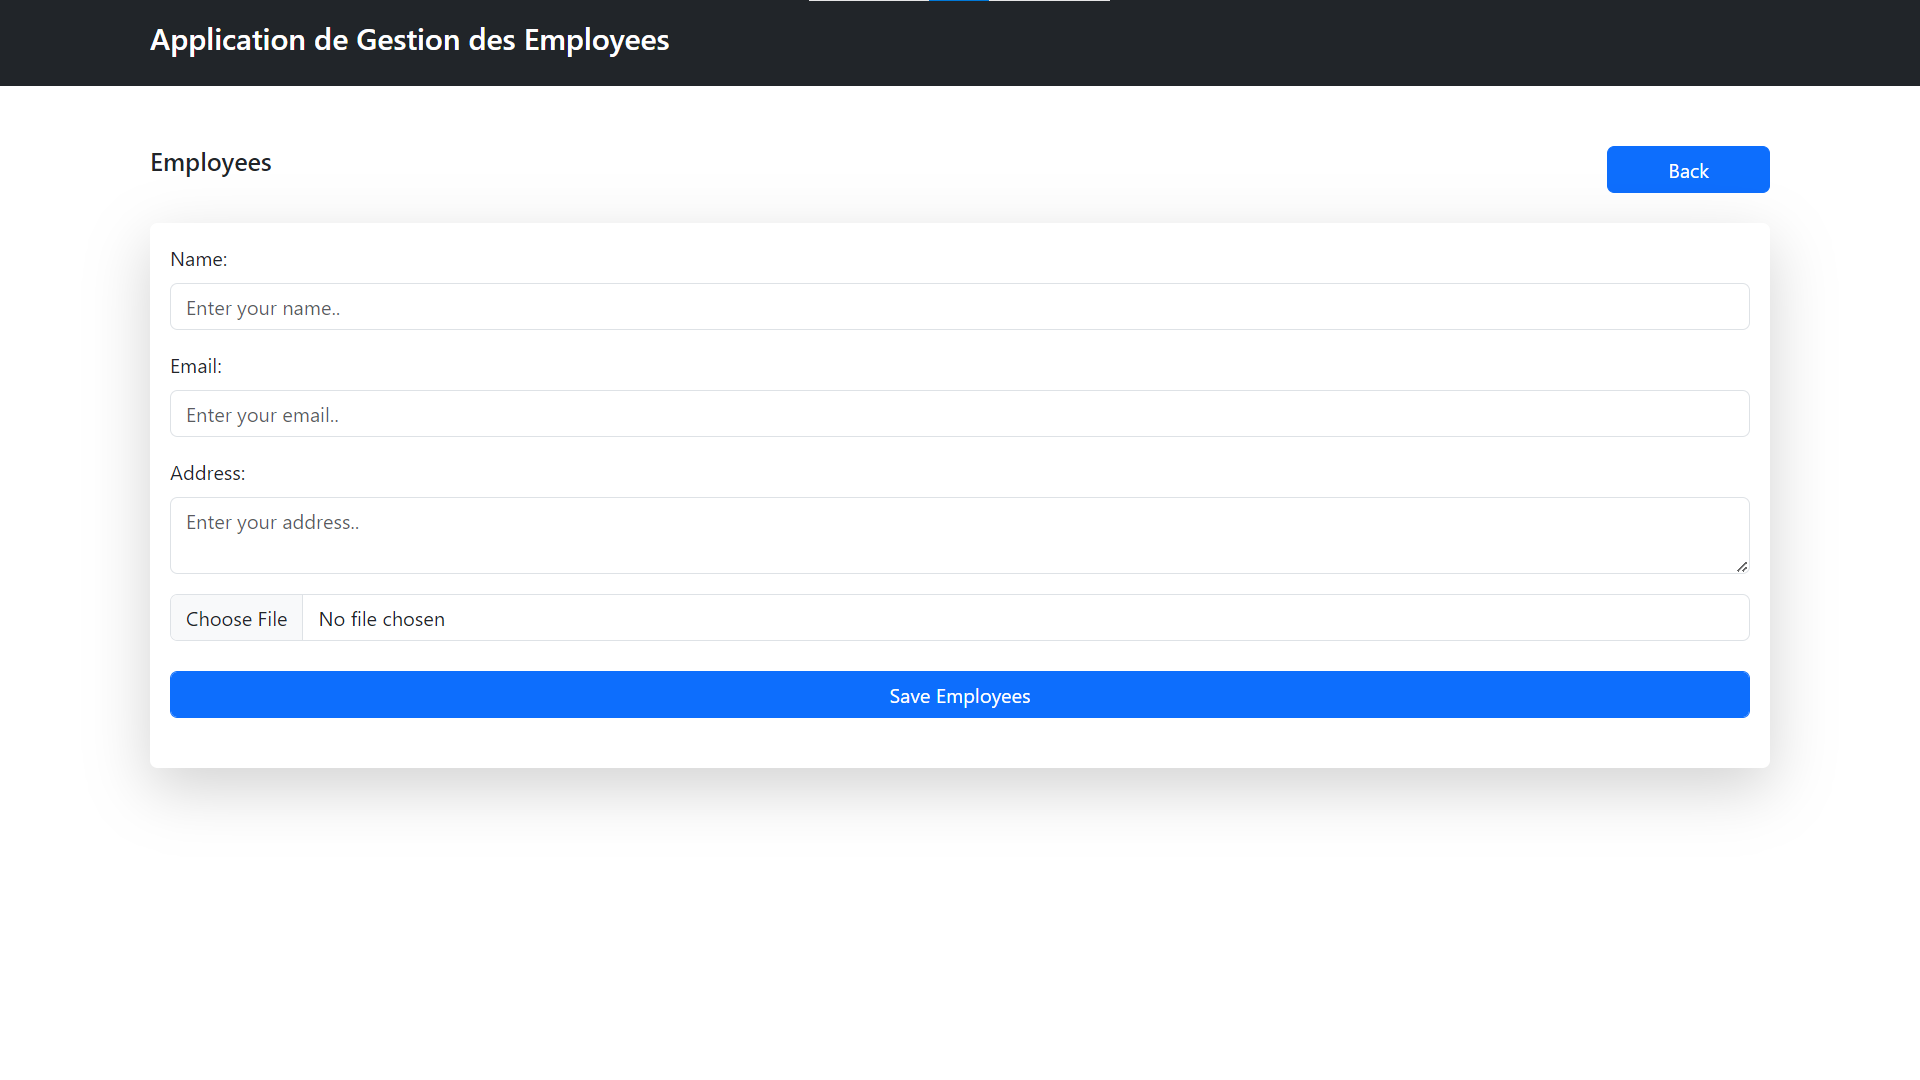 Application de Gestion des Employees
Employees
Back
Name:
Enter your name..
Email:
Enter your email..
Address:
Enter your address..
Choose File No file chosen
Save Employees